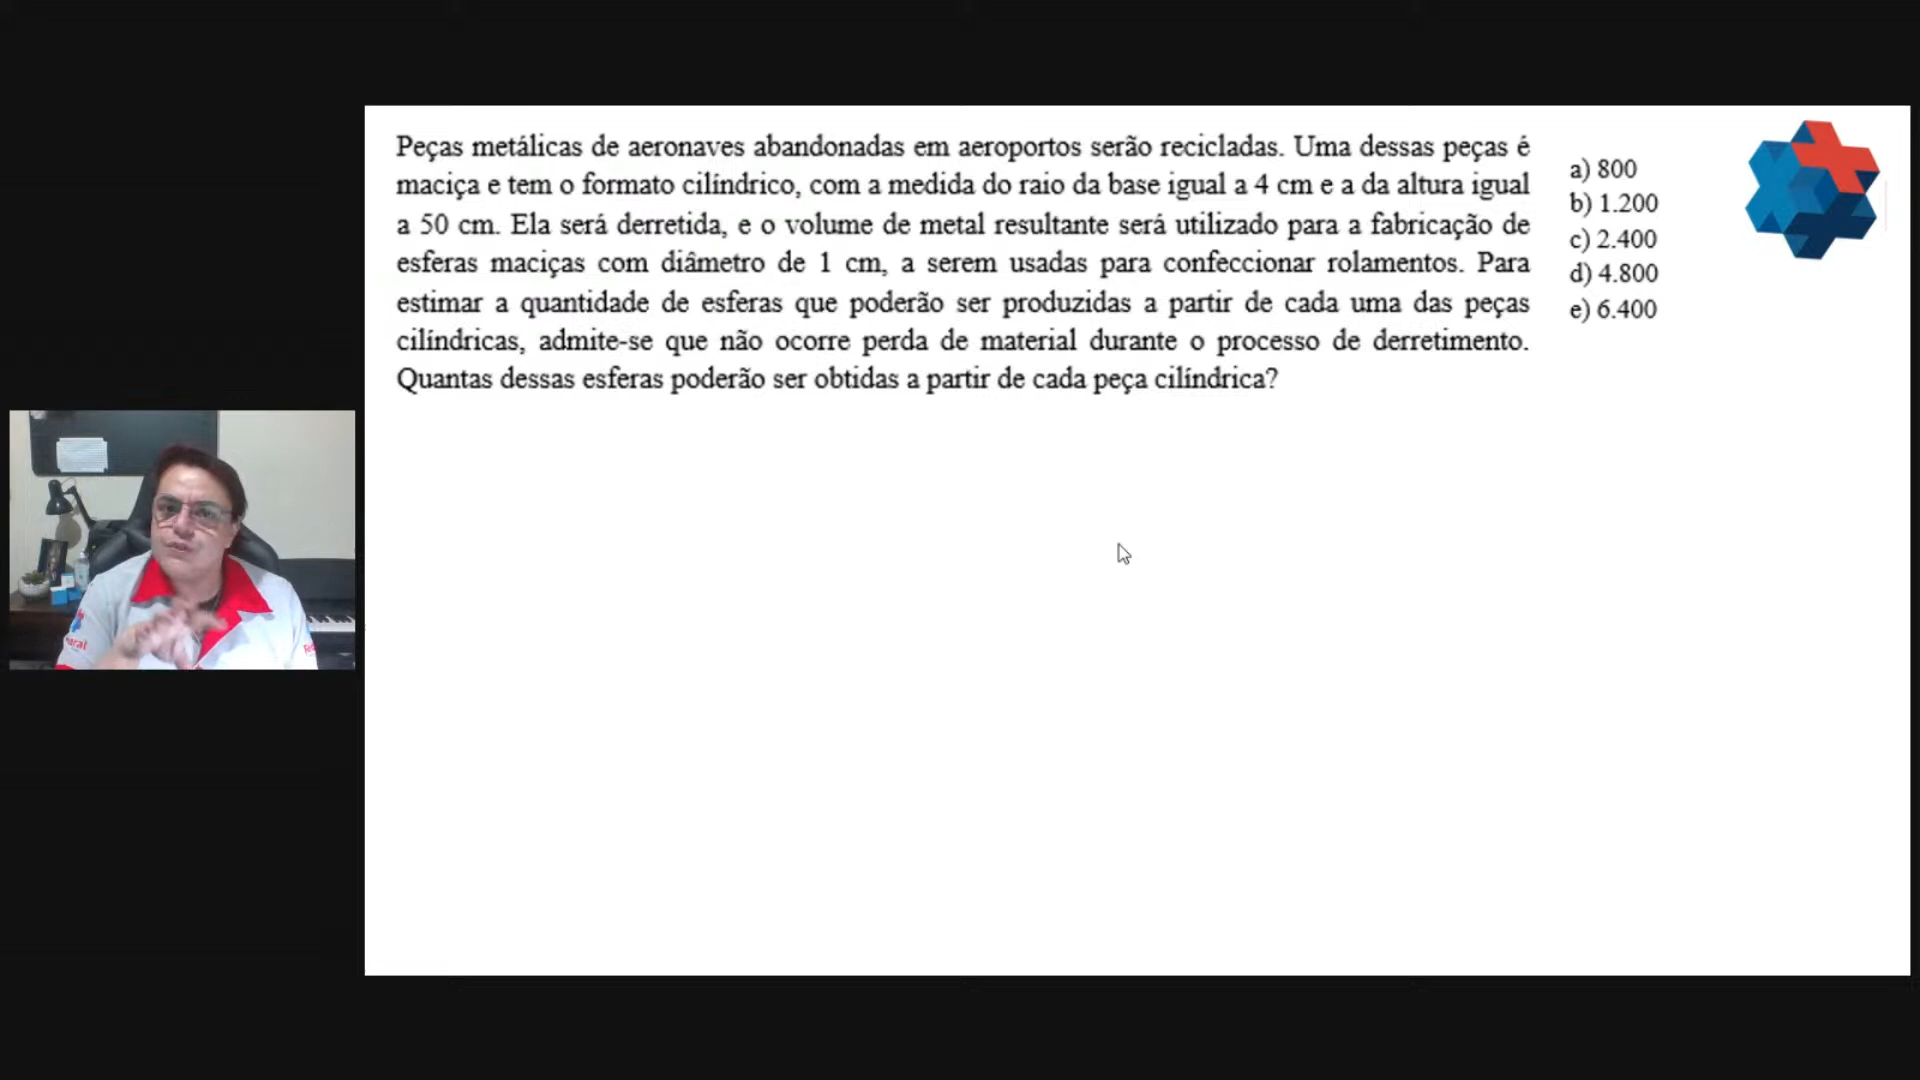 Peças metálicas de aeronaves abandonadas em aeroportos serão recicladas. Uma dessas peças é
maciça e tem o formato cilíndrico, com a medida do raio da base igual a 4 cm e a da altura igual
a 50 cm. Ela será derretida, e o volume de metal resultante será utilizado para a fabricação de
esferas maciças com diâmetro de 1 cm, a serem usadas para confeccionar rolamentos. Para
estimar a quantidade de esferas que poderão ser produzidas a partir de cada uma das peças
cilíndricas, admite-se que não ocorre perda de material durante o processo de derretimento.
Quantas dessas esferas poderão ser obtidas a partir de cada peça cilíndrica?
a) 800
b) 1.200
c) 2.400
d) 4.800
e) 6.400